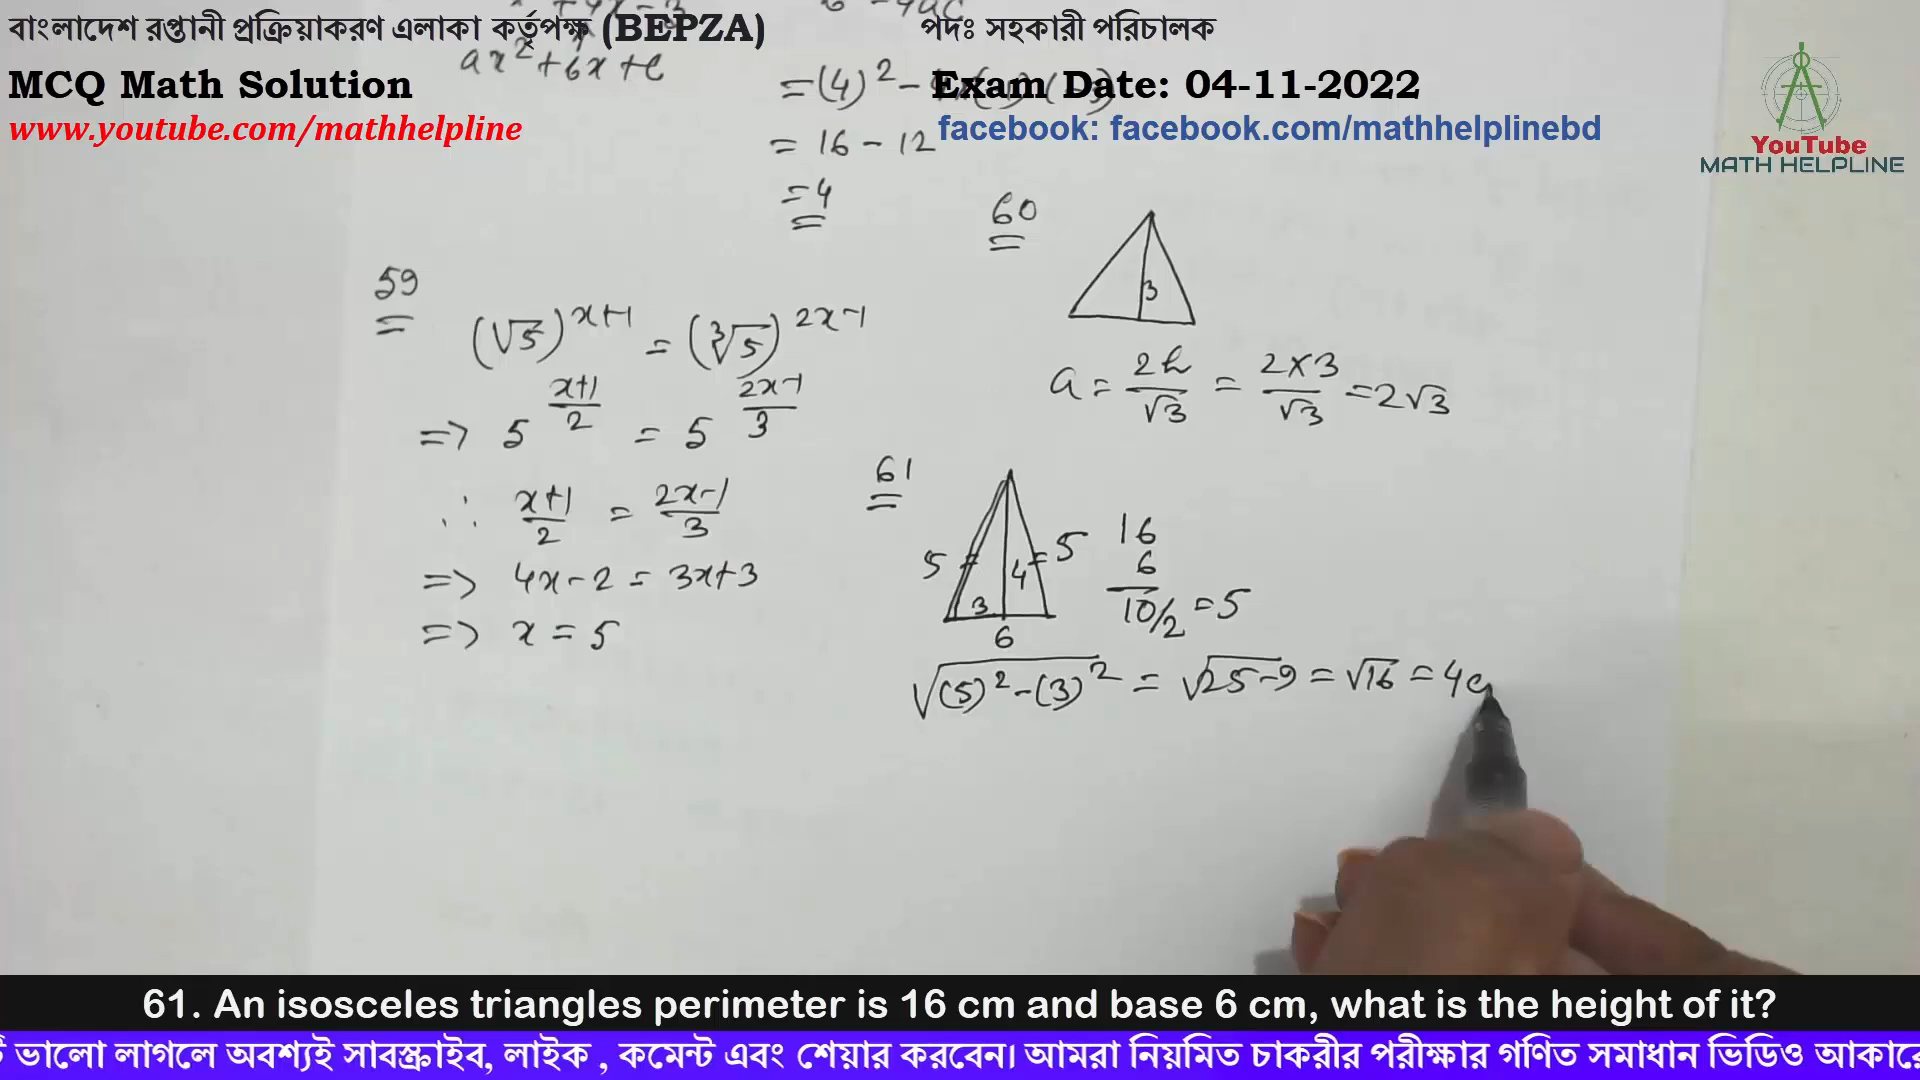 বাংলাদেশ রপ্তানী প্রক্রিয়াকরণ এলাকা কর্তৃপক্ষ (BEPZA)
পদঃ সহকারী পরিচালক
MCQ Math Solution
Exam Date: 04-11-2022
www.youtube.com/mathhelpline
facebook: facebook.com/mathhelplinebd
YouTube
MATH HELPLINE
ax²+bx+c
= 16 - 12
= 4
59
(√5)^(x+1) = (∛5)^(2x-1)
=> 5^((x+1)/2) = 5^((2x-1)/3)
∴ (x+1)/2 = (2x-1)/3
=> 4x-2 = 3x+3
=> x = 5
60
3
a = 2h/√3 = 2×3/√3 = 2√3
61
5 4 5
3
6
16
6
10/2 = 5
√((5)²-(3)²) = √(25-9) = √16 = 4c
61. An isosceles triangles perimeter is 16 cm and base 6 cm, what is the height of it?
ভালো লাগলে অবশ্যই সাবস্ক্রাইব, লাইক , কমেন্ট এবং শেয়ার করবেন। আমরা নিয়মিত চাকরীর পরীক্ষার গণিত সমাধান ভিডিও আকারে